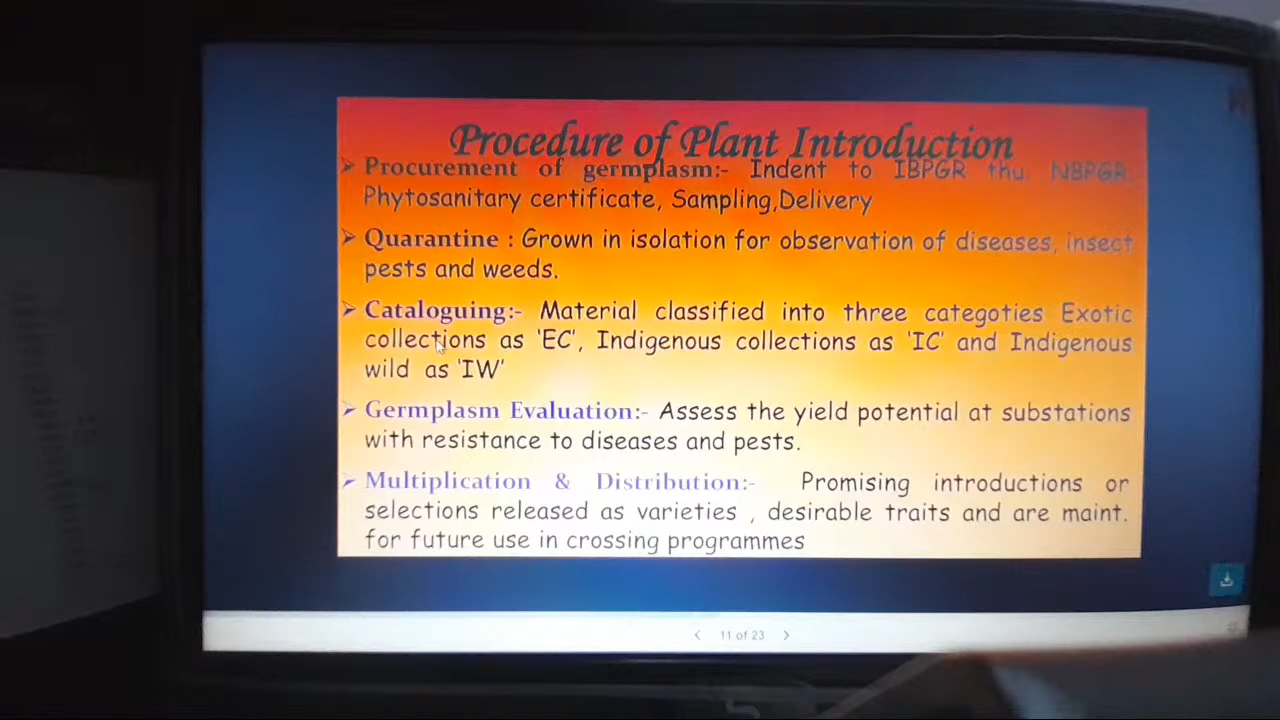 Procedure of Plant Introduction
➢ Procurement of germplasm:- Indent to IBPGR thu. NBPGR.
Phytosanitary certificate, Sampling,Delivery
➢ Quarantine : Grown in isolation for observation of diseases, insect
pests and weeds.
➢ Cataloguing:- Material classified into three categoties Exotic
collections as 'EC', Indigenous collections as 'IC' and Indigenous
wild as 'IW'
➢ Germplasm Evaluation:- Assess the yield potential at substations
with resistance to diseases and pests.
➢ Multiplication & Distribution:- Promising introductions or
selections released as varieties , desirable traits and are maint.
for future use in crossing programmes
< 11 of 23 >